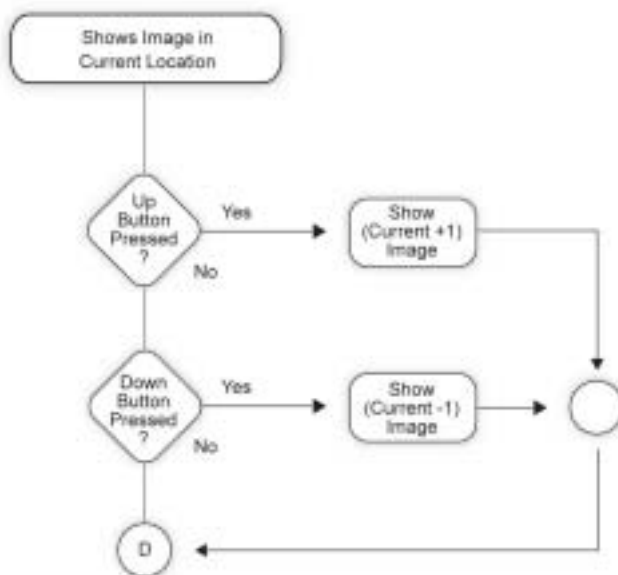 Shows Image in
Current Location
Up
Button
Pressed
?
Yes
No
Show
(Current +1)
Image
Down
Button
Pressed
?
Yes
No
Show
(Current -1)
Image
D